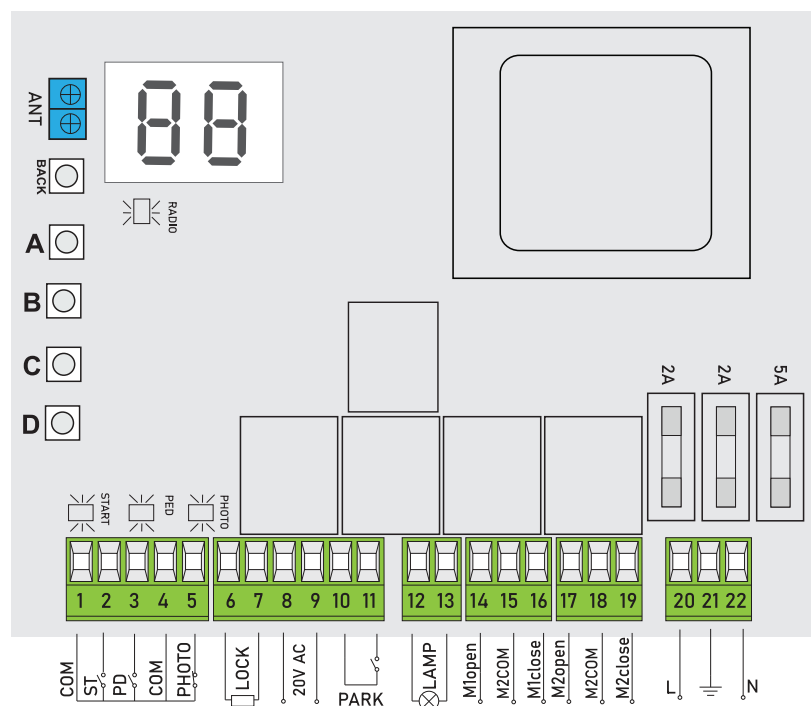 ANT
88
BACK
RADIO
A
B
C
D
2A
2A
5A
START
PED
PHOTO
1 2 3 4 5
6 7 8 9 10 11
12 13
14 15 16
17 18 19
20 21 22
COM
ST
PD
COM
PHOTO
LOCK
20V AC
PARK
LAMP
M1open
M2COM
M1close
M2open
M2COM
M2close
L
N